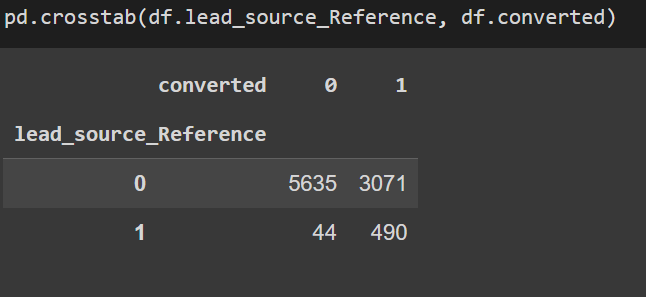 pd.crosstab(df.lead_source_Reference, df.converted)
converted 0 1
lead_source_Reference
0 5635 3071
1 44 490